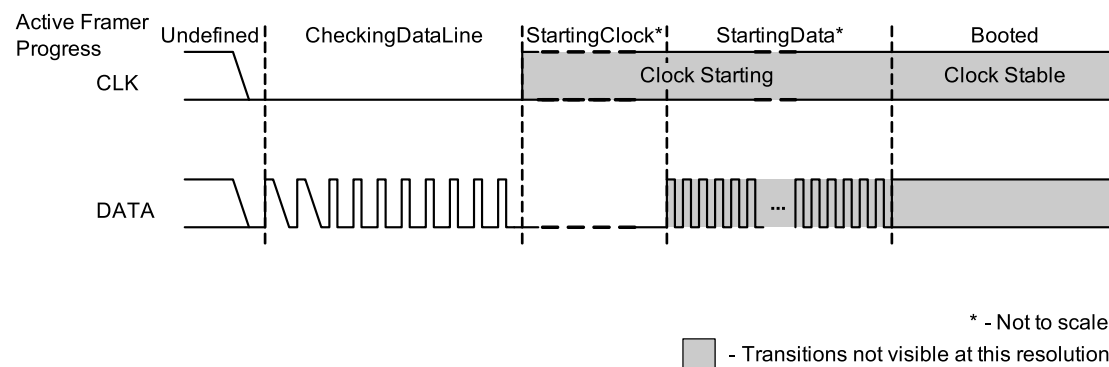 Active Framer
Progress
Undefined
CheckingDataLine
StartingClock*
StartingData*
Booted
CLK
Clock Starting
Clock Stable
DATA
...
* - Not to scale
- Transitions not visible at this resolution